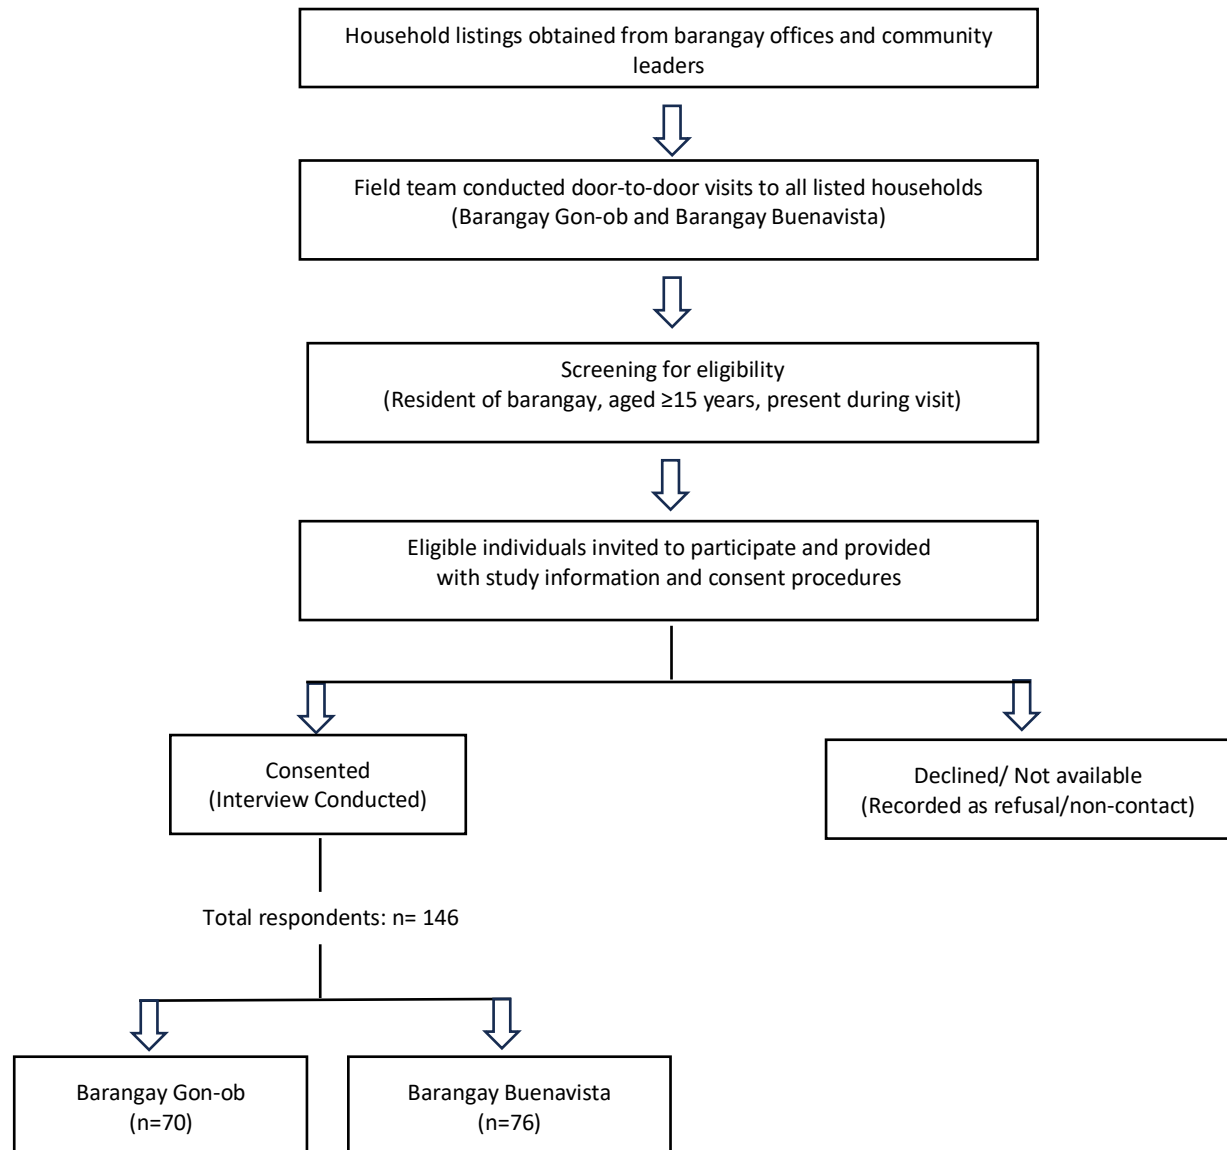 Household listings obtained from barangay offices and community
leaders
Field team conducted door-to-door visits to all listed households
(Barangay Gon-ob and Barangay Buenavista)
Screening for eligibility
(Resident of barangay, aged ≥15 years, present during visit)
Eligible individuals invited to participate and provided
with study information and consent procedures
Consented
(Interview Conducted)
Declined/ Not available
(Recorded as refusal/non-contact)
Total respondents: n= 146
Barangay Gon-ob
(n=70)
Barangay Buenavista
(n=76)